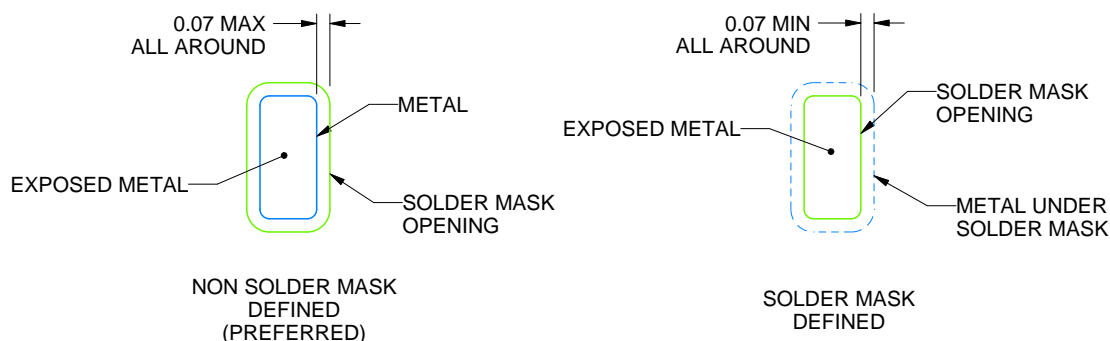 0.07 MAX
ALL AROUND
METAL
EXPOSED METAL
SOLDER MASK
OPENING
NON SOLDER MASK
DEFINED
(PREFERRED)
0.07 MIN
ALL AROUND
SOLDER MASK
OPENING
EXPOSED METAL
METAL UNDER
SOLDER MASK
SOLDER MASK
DEFINED